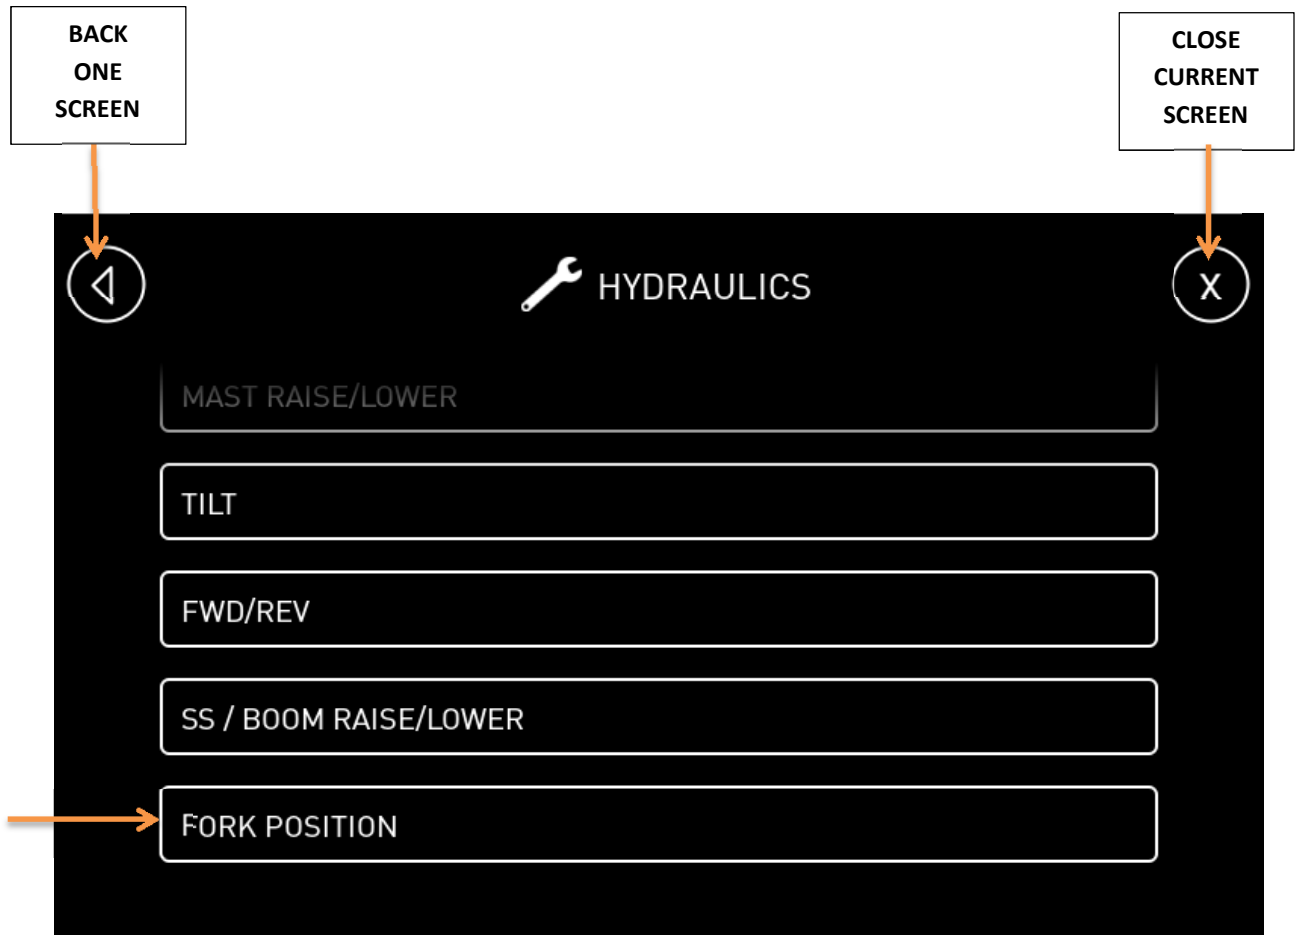 BACK
ONE
SCREEN
CLOSE
CURRENT
SCREEN
HYDRAULICS
X
MAST RAISE/LOWER
TILT
FWD/REV
SS / BOOM RAISE/LOWER
FORK POSITION